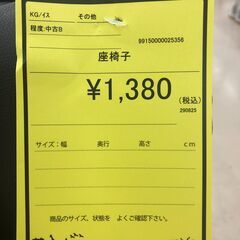 KG/イス その他
程度:中古B
99150000025356
座椅子
¥1,380
(税込)
290825
サイズ:幅 奥行 高さ cm
商品のサイズ、状態を よくご確認下さい。